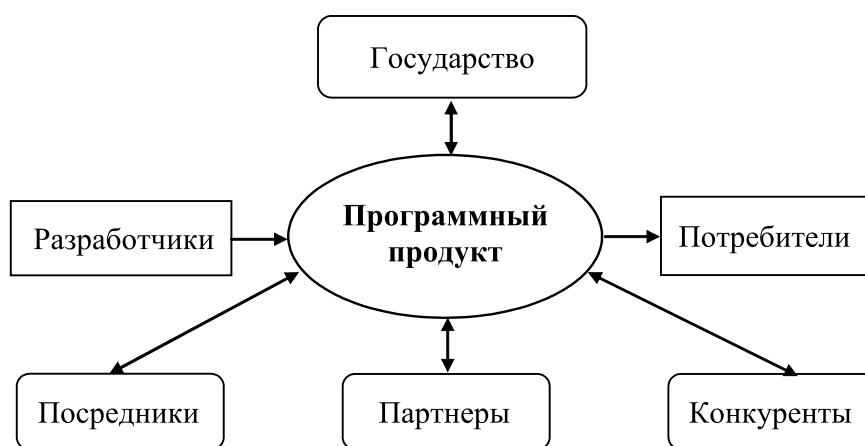 Государство
Программный
продукт
Разработчики
Потребители
Посредники
Партнеры
Конкуренты